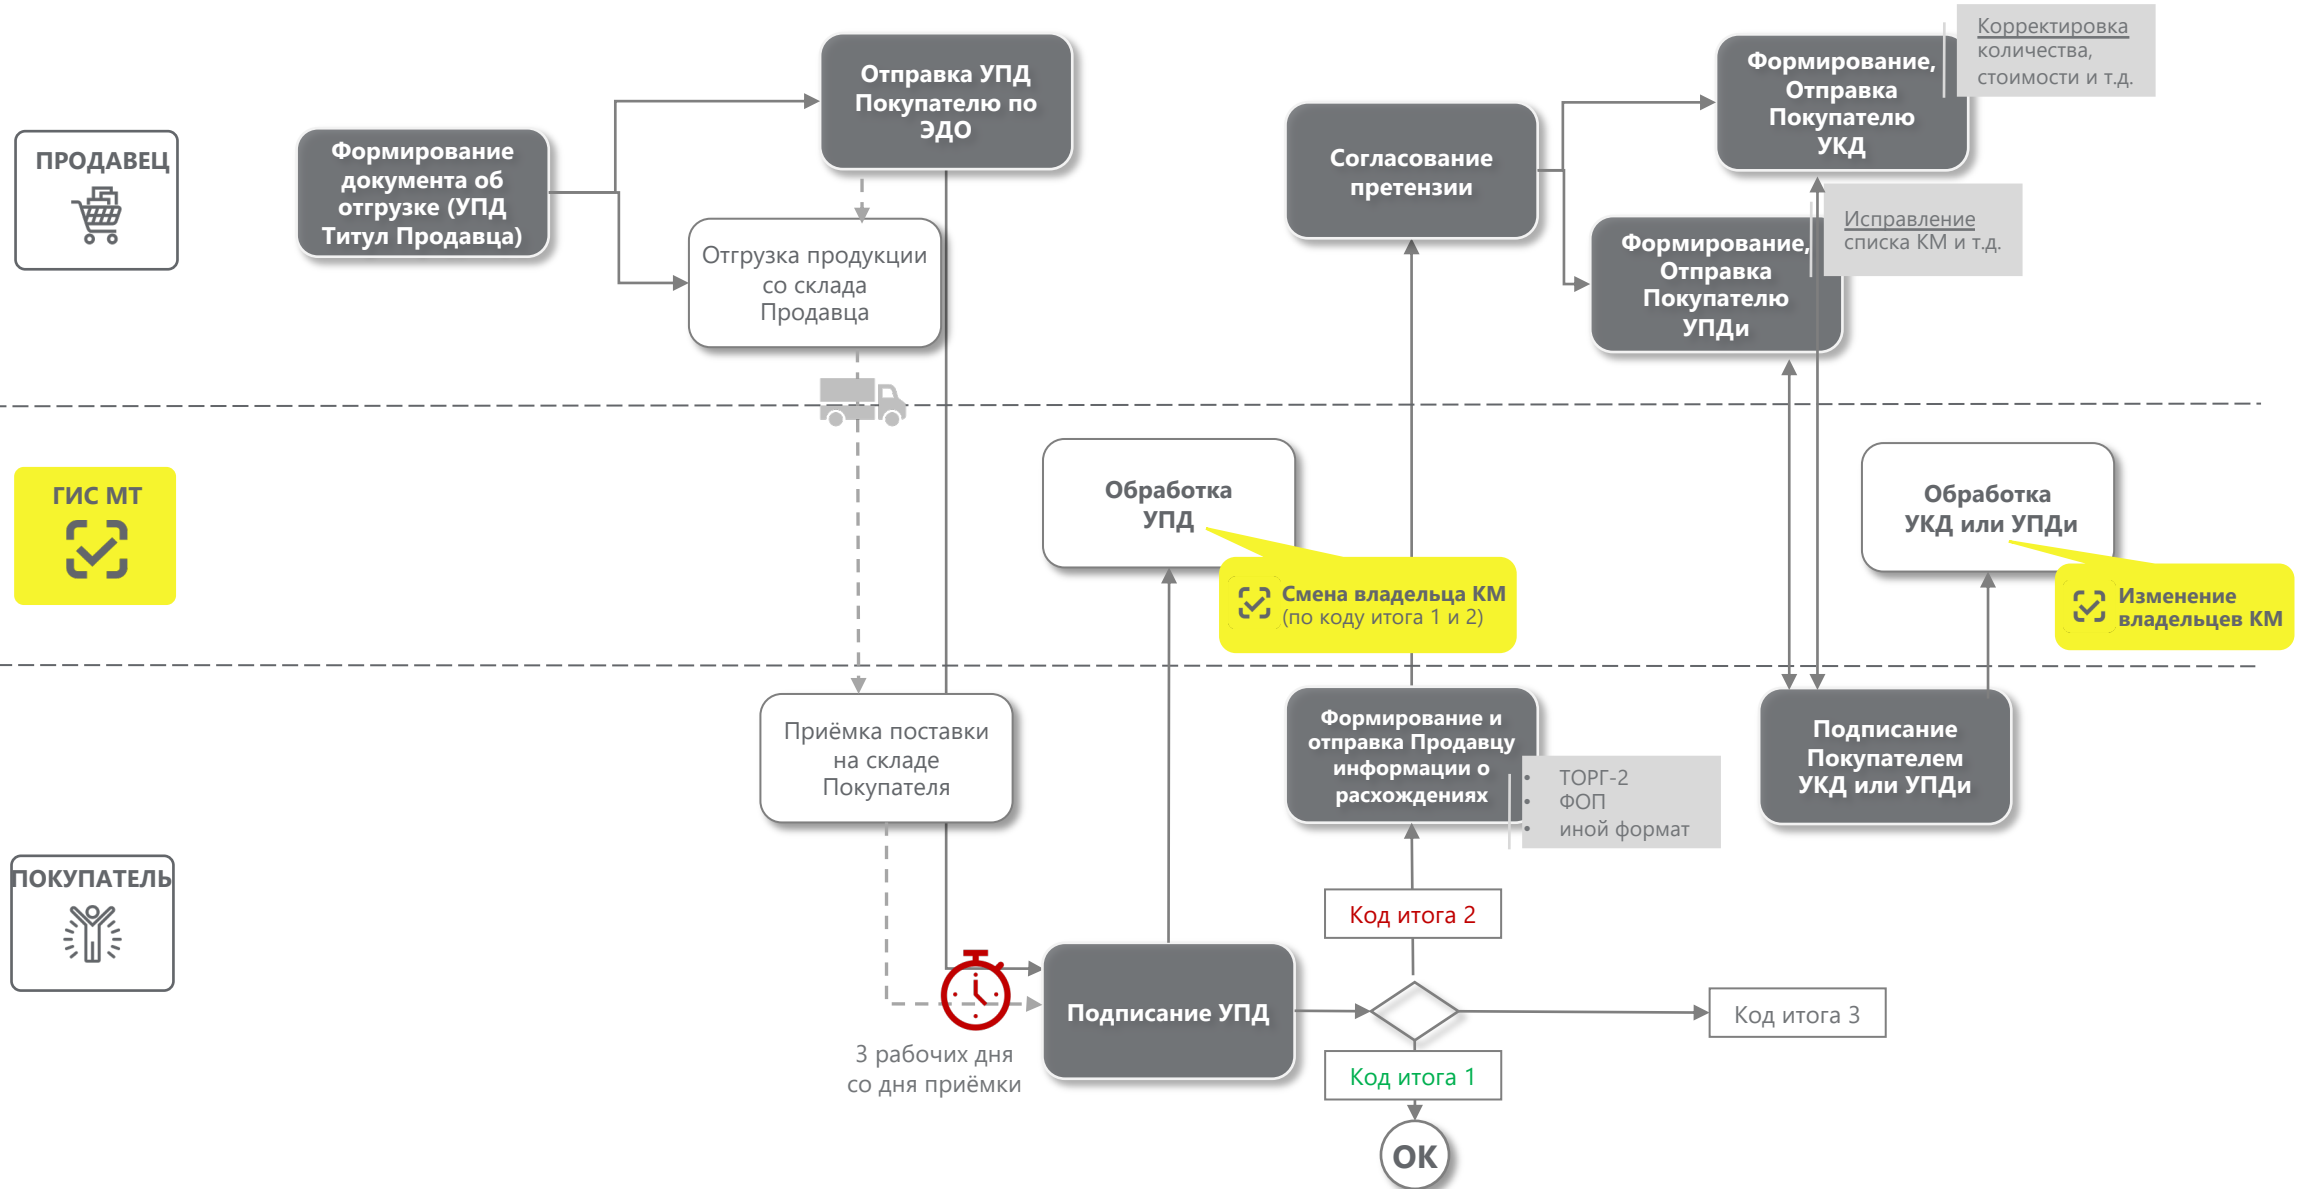 ПРОДАВЕЦ
Формирование
документа об
отгрузке (УПД
Титул Продавца)
Отправка УПД
Покупателю по
ЭДО
Отгрузка продукции
со склада
Продавца
Согласование
претензии
Формирование,
Отправка
Покупателю
УКД
Корректировка
количества,
стоимости и т.д.
Формирование,
Отправка
Покупателю
УПДи
Исправление
списка КМ и т.д.
ГИС МТ
Обработка
УПД
Смена владельца КМ
(по коду итога 1 и 2)
Обработка
УКД или УПДи
Изменение
владельцев КМ
ПОКУПАТЕЛЬ
Приёмка поставки
на складе
Покупателя
3 рабочих дня
со дня приёмки
Подписание УПД
Формирование и
отправка Продавцу
информации о
расхождениях
• ТОРГ-2
• ФОП
• иной формат
Подписание
Покупателем
УКД или УПДи
Код итога 2
Код итога 3
Код итога 1
ОК